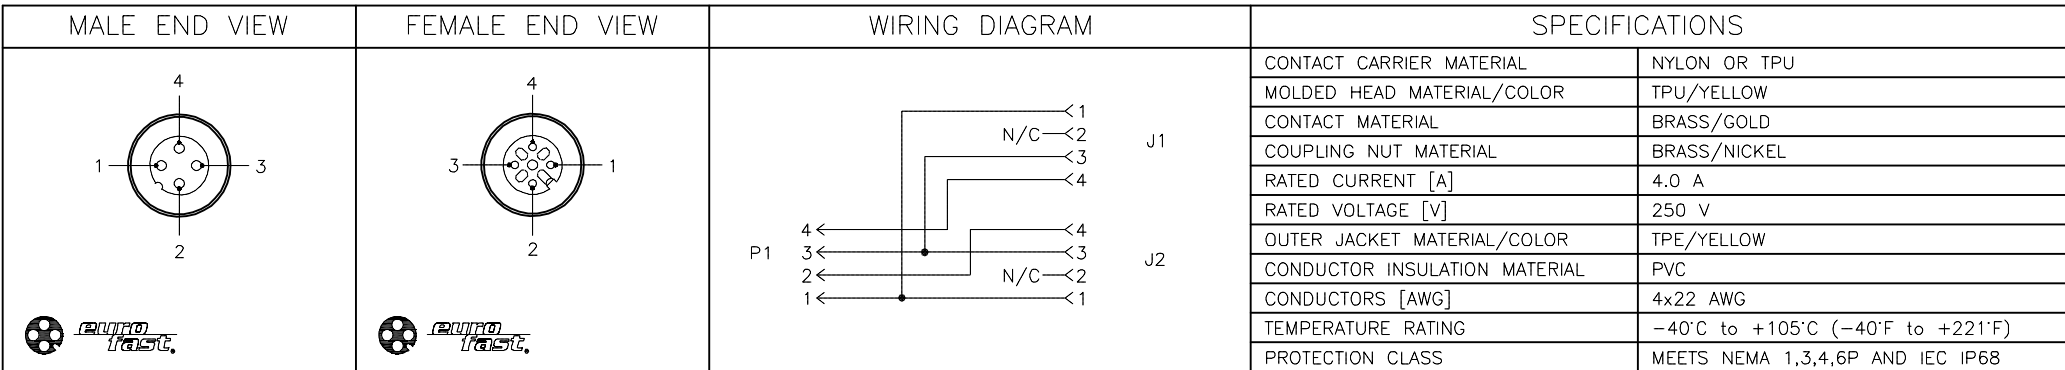 MALE END VIEW
4
1 3
2
euro
fast.
FEMALE END VIEW
4
3 1
2
euro
fast.
WIRING DIAGRAM
1
N/C 2 J1
3
4
4 4
P1 3 3 J2
2 N/C 2
1 1
SPECIFICATIONS
CONTACT CARRIER MATERIAL NYLON OR TPU
MOLDED HEAD MATERIAL/COLOR TPU/YELLOW
CONTACT MATERIAL BRASS/GOLD
COUPLING NUT MATERIAL BRASS/NICKEL
RATED CURRENT [A] 4.0 A
RATED VOLTAGE [V] 250 V
OUTER JACKET MATERIAL/COLOR TPE/YELLOW
CONDUCTOR INSULATION MATERIAL PVC
CONDUCTORS [AWG] 4x22 AWG
TEMPERATURE RATING -40°C to +105°C (-40°F to +221°F)
PROTECTION CLASS MEETS NEMA 1,3,4,6P AND IEC IP68